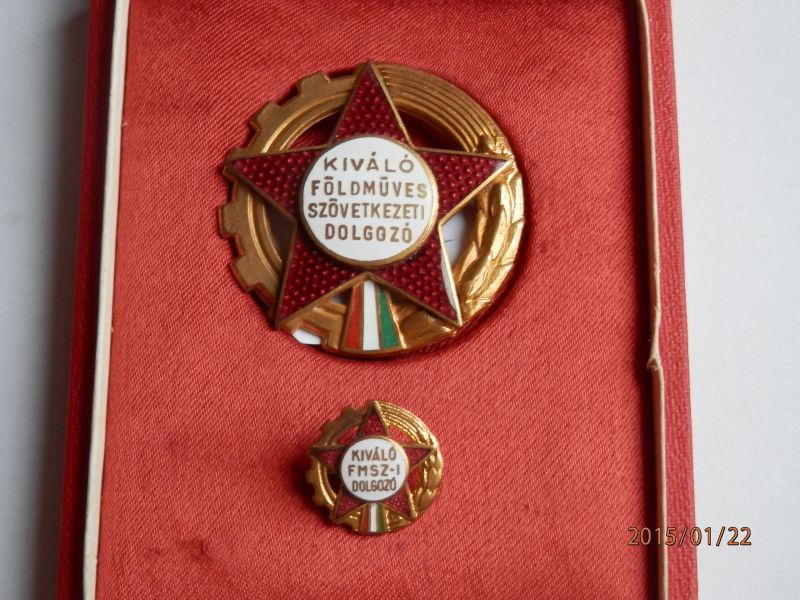 KIVÁLÓ
FÖLDMŰVES
SZÖVETKEZETI
DOLGOZÓ
KIVÁLÓ
FMSZ-I
DOLGOZÓ
2015/01/22